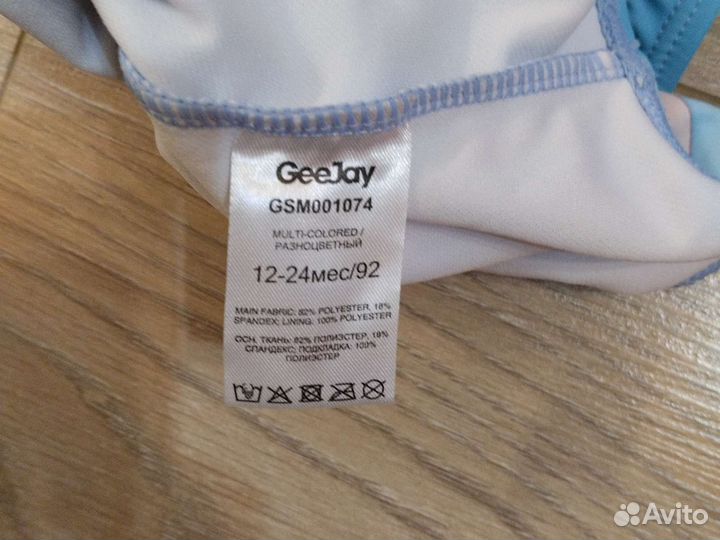 GeeJay
GSM001074
MULTI-COLORED /
РАЗНОЦВЕТНЫЙ
12-24мес/92
MAIN FABRIC: 82% POLYESTER, 18%
SPANDEX; LINING: 100% POLYESTER
ОСН. ТКАНЬ: 82% ПОЛИЭСТЕР, 18%
СПАНДЕКС; ПОДКЛАДКА: 100%
ПОЛИЭСТЕР
Avito